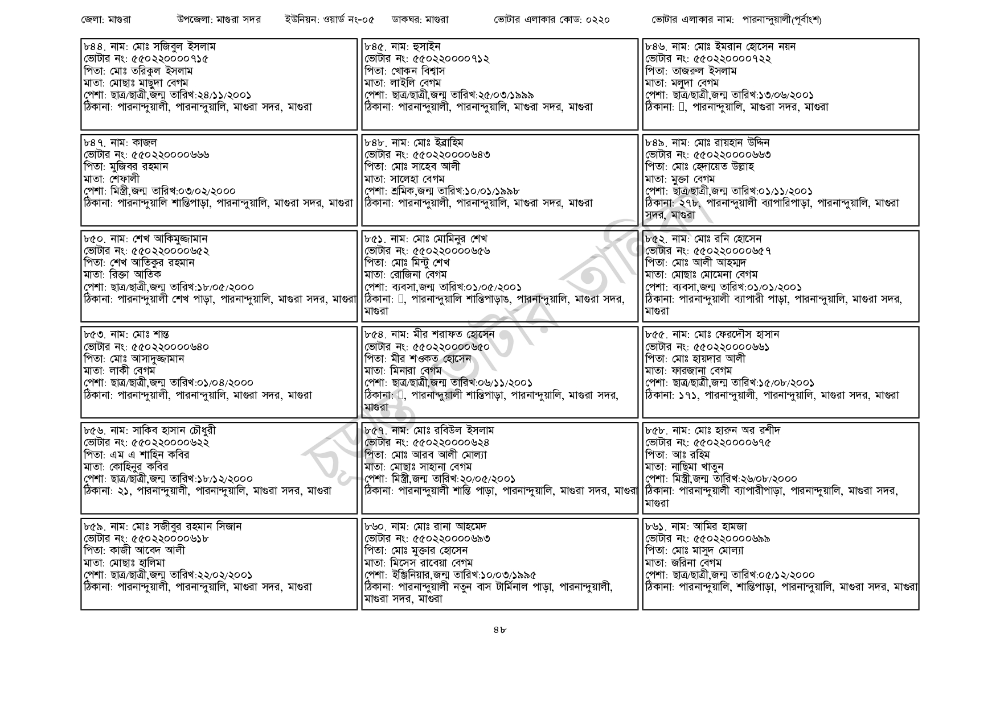 জেলা: মাগুরা উপজেলা: মাগুরা সদর ইউনিয়ন: ওয়ার্ড নং-০৫ ডাকঘর: মাগুরা ভোটার এলাকার কোড: ০২২০ ভোটার এলাকার নাম: পারনান্দুয়ালী(পূর্বাংশ)
৮৪৪. নাম: মোঃ সজিবুল ইসলাম
ভোটার নং: ৫৫০২২০০০০৭১৫
পিতা: মোঃ তরিকুল ইসলাম
মাতা: মোছাঃ মাছুদা বেগম
পেশা: ছাত্র/ছাত্রী,জন্ম তারিখ:২৪/১১/২০০১
ঠিকানা: পারনান্দুয়ালী, পারনান্দুয়ালি, মাগুরা সদর, মাগুরা
৮৪৫. নাম: হুসাইন
ভোটার নং: ৫৫০২২০০০০৭১২
পিতা: খোকন বিশ্বাস
মাতা: লাইলি বেগম
পেশা: ছাত্র/ছাত্রী,জন্ম তারিখ:২৫/০৩/১৯৯৯
ঠিকানা: পারনান্দুয়ালী, পারনান্দুয়ালি, মাগুরা সদর, মাগুরা
৮৪৬. নাম: মোঃ ইমরান হোসেন নয়ন
ভোটার নং: ৫৫০২২০০০০৭২২
পিতা: তাজরুল ইসলাম
মাতা: মলুদা বেগম
পেশা: ছাত্র/ছাত্রী,জন্ম তারিখ:১৩/০৬/২০০১
ঠিকানা: , পারনান্দুয়ালি, মাগুরা সদর, মাগুরা
৮৪৭. নাম: কাজল
ভোটার নং: ৫৫০২২০০০০৬৬৬
পিতা: মুজিবর রহমান
মাতা: শেফালী
পেশা: মিস্ত্রী,জন্ম তারিখ:০৩/০২/২০০০
ঠিকানা: পারনান্দুয়ালি শান্তিপাড়া, পারনান্দুয়ালি, মাগুরা সদর, মাগুরা
৮৪৮. নাম: মোঃ ইব্রাহিম
ভোটার নং: ৫৫০২২০০০০৬৪৩
পিতা: মোঃ সাহেব আলী
মাতা: সালেহা বেগম
পেশা: শ্রমিক,জন্ম তারিখ:১০/০১/১৯৯৮
ঠিকানা: পারনান্দুয়ালী, পারনান্দুয়ালি, মাগুরা সদর, মাগুরা
৮৪৯. নাম: মোঃ রায়হান উদ্দিন
ভোটার নং: ৫৫০২২০০০০৬৬৩
পিতা: মোঃ হেদায়েত উল্লাহ
মাতা: মুক্তা বেগম
পেশা: ছাত্র/ছাত্রী,জন্ম তারিখ:০১/১১/২০০১
ঠিকানা: ২৭৮, পারনান্দুয়ালী ব্যাপারিপাড়া, পারনান্দুয়ালি, মাগুরা
সদর, মাগুরা
৮৫০. নাম: শেখ আকিমুজ্জামান
ভোটার নং: ৫৫০২২০০০০৬৫২
পিতা: শেখ আতিকুর রহমান
মাতা: রিক্তা আতিক
পেশা: ছাত্র/ছাত্রী,জন্ম তারিখ:১৮/০৫/২০০০
ঠিকানা: পারনান্দুয়ালী শেখ পাড়া, পারনান্দুয়ালি, মাগুরা সদর, মাগুরা
৮৫১. নাম: মোঃ মোমিনুর শেখ
ভোটার নং: ৫৫০২২০০০০৬৫৬
পিতা: মোঃ মিন্টু শেখ
মাতা: রোজিনা বেগম
পেশা: ব্যবসা,জন্ম তারিখ:০১/০৫/২০০১
ঠিকানা: , পারনান্দুয়ালি শান্তিপাড়াঙ, পারনান্দুয়ালি, মাগুরা সদর,
মাগুরা
৮৫২. নাম: মোঃ রনি হোসেন
ভোটার নং: ৫৫০২২০০০০৬৫৭
পিতা: মোঃ আলী আহম্মদ
মাতা: মোছাঃ মোমেনা বেগম
পেশা: ব্যবসা,জন্ম তারিখ:০১/০১/২০০১
ঠিকানা: পারনান্দুয়ালী ব্যাপারী পাড়া, পারনান্দুয়ালি, মাগুরা সদর,
মাগুরা
৮৫৩. নাম: মোঃ শান্ত
ভোটার নং: ৫৫০২২০০০০৬৪০
পিতা: মোঃ আসাদুজ্জামান
মাতা: লাকী বেগম
পেশা: ছাত্র/ছাত্রী,জন্ম তারিখ:০১/০৪/২০০০
ঠিকানা: পারনান্দুয়ালী, পারনান্দুয়ালি, মাগুরা সদর, মাগুরা
৮৫৪. নাম: মীর শরাফত হোসেন
ভোটার নং: ৫৫০২২০০০০৬৫০
পিতা: মীর শওকত হোসেন
মাতা: মিনারা বেগম
পেশা: ছাত্র/ছাত্রী,জন্ম তারিখ:০৬/১১/২০০১
ঠিকানা: , পারনান্দুয়ালী শান্তিপাড়া, পারনান্দুয়ালি, মাগুরা সদর,
মাগুরা
৮৫৫. নাম: মোঃ ফেরদৌস হাসান
ভোটার নং: ৫৫০২২০০০০৬৬১
পিতা: মোঃ হায়দার আলী
মাতা: ফারজানা বেগম
পেশা: ছাত্র/ছাত্রী,জন্ম তারিখ:১৫/০৮/২০০১
ঠিকানা: ১৭১, পারনান্দুয়ালী, পারনান্দুয়ালি, মাগুরা সদর, মাগুরা
৮৫৬. নাম: সাকিব হাসান চৌধুরী
ভোটার নং: ৫৫০২২০০০০৬২২
পিতা: এম এ শাহিন কবির
মাতা: কোহিনুর কবির
পেশা: ছাত্র/ছাত্রী,জন্ম তারিখ:১৮/১২/২০০০
ঠিকানা: ২১, পারনান্দুয়ালী, পারনান্দুয়ালি, মাগুরা সদর, মাগুরা
৮৫৭. নাম: মোঃ রবিউল ইসলাম
ভোটার নং: ৫৫০২২০০০০৬২৪
পিতা: মোঃ আরব আলী মোল্যা
মাতা: মোছাঃ সাহানা বেগম
পেশা: মিস্ত্রী,জন্ম তারিখ:২০/০৫/২০০১
ঠিকানা: পারনান্দুয়ালী শান্তি পাড়া, পারনান্দুয়ালি, মাগুরা সদর, মাগুরা
৮৫৮. নাম: মোঃ হারুন অর রশীদ
ভোটার নং: ৫৫০২২০০০০৬৭৫
পিতা: আঃ রহিম
মাতা: নাছিমা খাতুন
পেশা: মিস্ত্রী,জন্ম তারিখ:২৬/০৮/২০০০
ঠিকানা: পারনান্দুয়ালী ব্যাপারীপাড়া, পারনান্দুয়ালি, মাগুরা সদর,
মাগুরা
৮৫৯. নাম: মোঃ সজীবুর রহমান সিজান
ভোটার নং: ৫৫০২২০০০০৬১৮
পিতা: কাজী আবেদ আলী
মাতা: মোছাঃ হালিমা
পেশা: ছাত্র/ছাত্রী,জন্ম তারিখ:২২/০২/২০০১
ঠিকানা: পারনান্দুয়ালী, পারনান্দুয়ালি, মাগুরা সদর, মাগুরা
৮৬০. নাম: মোঃ রানা আহমেদ
ভোটার নং: ৫৫০২২০০০০৬৯৩
পিতা: মোঃ মুক্তার হোসেন
মাতা: মিসেস রাবেয়া বেগম
পেশা: ইঞ্জিনিয়ার,জন্ম তারিখ:১০/০৩/১৯৯৫
ঠিকানা: পারনান্দুয়ালী নতুন বাস টার্মিনাল পাড়া, পারনান্দুয়ালী,
মাগুরা সদর, মাগুরা
৮৬১. নাম: আমির হামজা
ভোটার নং: ৫৫০২২০০০০৬৯৯
পিতা: মোঃ মাসুদ মোল্যা
মাতা: জরিনা বেগম
পেশা: ছাত্র/ছাত্রী,জন্ম তারিখ:০৫/১২/২০০০
ঠিকানা: পারনান্দুয়ালি, শান্তিপাড়া, পারনান্দুয়ালি, মাগুরা সদর, মাগুরা
চূড়ান্ত ভোটার তালিকা
৪৮